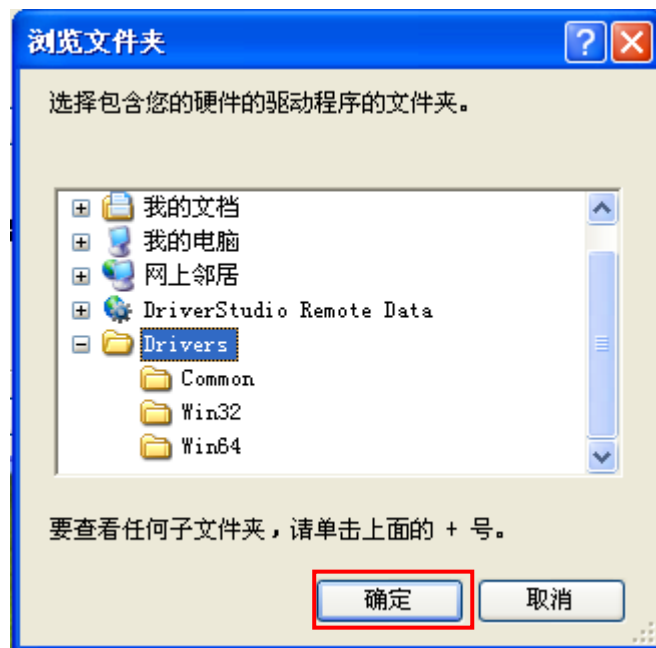 浏览文件夹
选择包含您的硬件的驱动程序的文件夹。
我的文档
我的电脑
网上邻居
DriverStudio Remote Data
Drivers
Common
Win32
Win64
要查看任何子文件夹，请单击上面的 + 号。
确定 取消